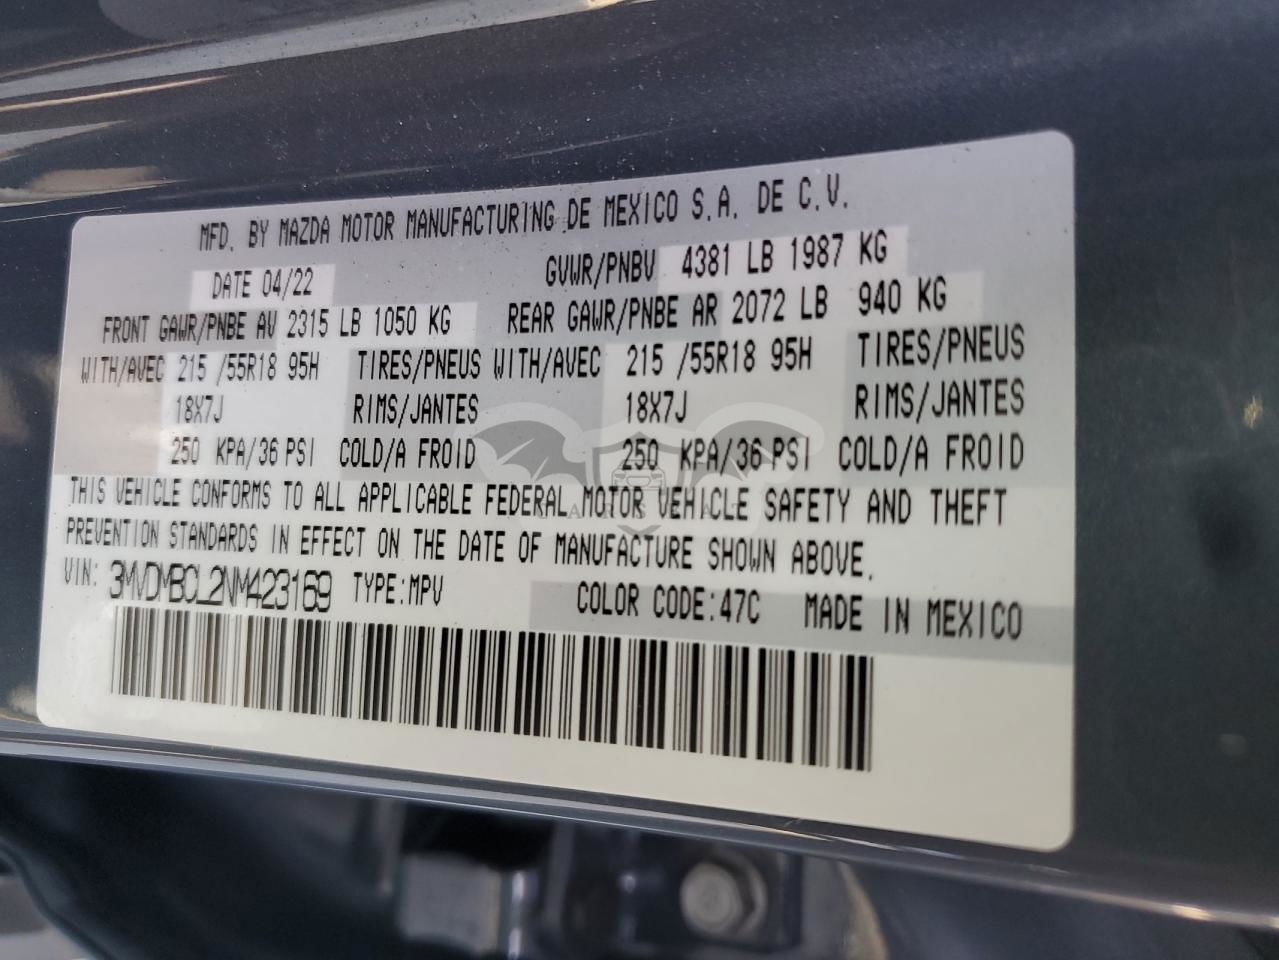 MFD. BY MAZDA MOTOR MANUFACTURING DE MEXICO S.A. DE C.V.
DATE 04/22 GVWR/PNBV 4381 LB 1987 KG
FRONT GAWR/PNBE AV 2315 LB 1050 KG REAR GAWR/PNBE AR 2072 LB 940 KG
WITH/AVEC 215 /55R18 95H TIRES/PNEUS WITH/AVEC 215 /55R18 95H TIRES/PNEUS
18X7J RIMS/JANTES 18X7J RIMS/JANTES
250 KPA/36 PSI COLD/A FROID 250 KPA/36 PSI COLD/A FROID
THIS VEHICLE CONFORMS TO ALL APPLICABLE FEDERAL MOTOR VEHICLE SAFETY AND THEFT
PREVENTION STANDARDS IN EFFECT ON THE DATE OF MANUFACTURE SHOWN ABOVE.
VIN: 3MVDMBCL2NM423169 TYPE:MPV COLOR CODE:47C MADE IN MEXICO